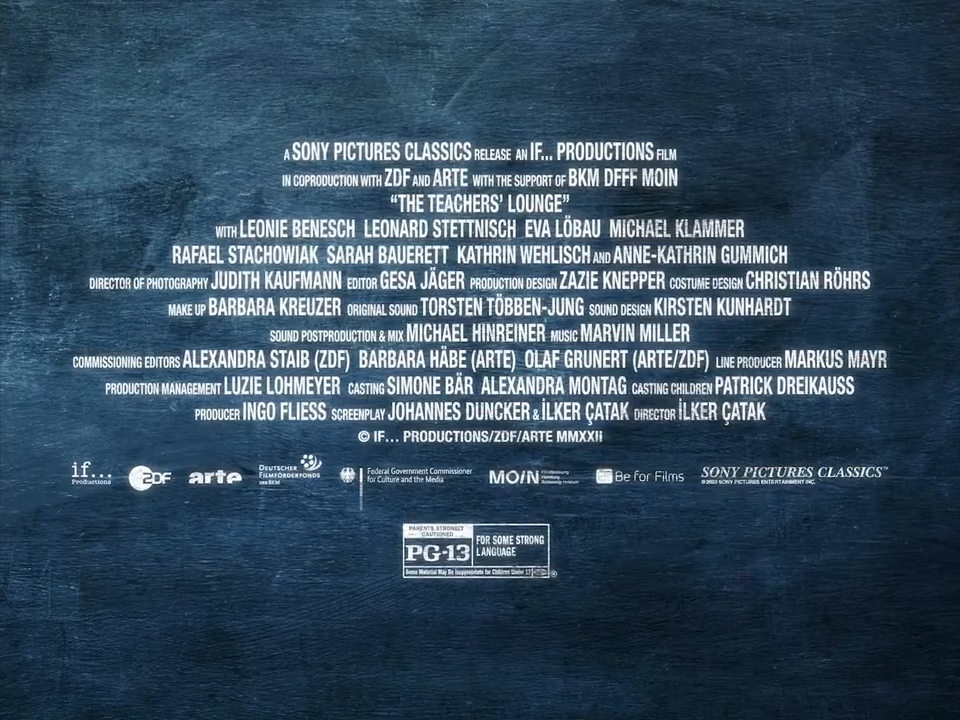 A SONY PICTURES CLASSICS RELEASE AN IF... PRODUCTIONS FILM
IN COPRODUCTION WITH ZDF AND ARTE WITH THE SUPPORT OF BKM DFFF MOIN
“THE TEACHERS’ LOUNGE”
WITH LEONIE BENESCH LEONARD STETTNISCH EVA LÖBAU MICHAEL KLAMMER
RAFAEL STACHOWIAK SARAH BAUERETT KATHRIN WEHLISCH AND ANNE-KATHRIN GUMMICH
DIRECTOR OF PHOTOGRAPHY JUDITH KAUFMANN EDITOR GESA JÄGER PRODUCTION DESIGN ZAZIE KNEPPER COSTUME DESIGN CHRISTIAN RÖHRS
MAKE UP BARBARA KREUZER ORIGINAL SOUND TORSTEN TÖBBEN-JUNG SOUND DESIGN KIRSTEN KUNHARDT
SOUND POSTPRODUCTION & MIX MICHAEL HINREINER MUSIC MARVIN MILLER
COMMISSIONING EDITORS ALEXANDRA STAIB (ZDF) BARBARA HÄBE (ARTE) OLAF GRUNERT (ARTE/ZDF) LINE PRODUCER MARKUS MAYR
PRODUCTION MANAGEMENT LUZIE LOHMEYER CASTING SIMONE BÄR ALEXANDRA MONTAG CASTING CHILDREN PATRICK DREIKAUSS
PRODUCER INGO FLIESS SCREENPLAY JOHANNES DUNCKER & İLKER ÇATAK DIRECTOR İLKER ÇATAK
© IF... PRODUCTIONS/ZDF/ARTE MMXXII
if...
Productions
ZDF
arte
DEUTSCHER
FILMFÖRDERFONDS
DER BKM
Federal Government Commissioner
for Culture and the Media
MOIN
Be for Films
SONY PICTURES CLASSICS™
© 2023 SONY PICTURES ENTERTAINMENT INC.
PARENTS STRONGLY CAUTIONED
PG-13
FOR SOME STRONG
LANGUAGE
Some Material May Be Inappropriate for Children Under 13
®